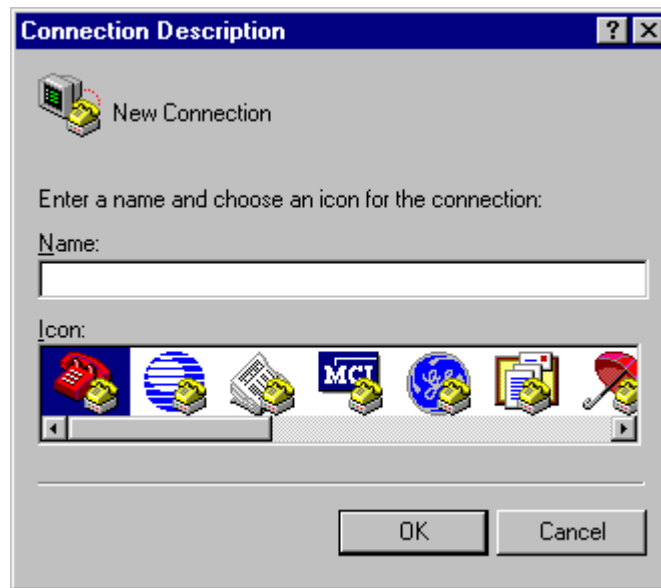 Connection Description
New Connection
Enter a name and choose an icon for the connection:
Name:
Icon:
MCI
OK
Cancel